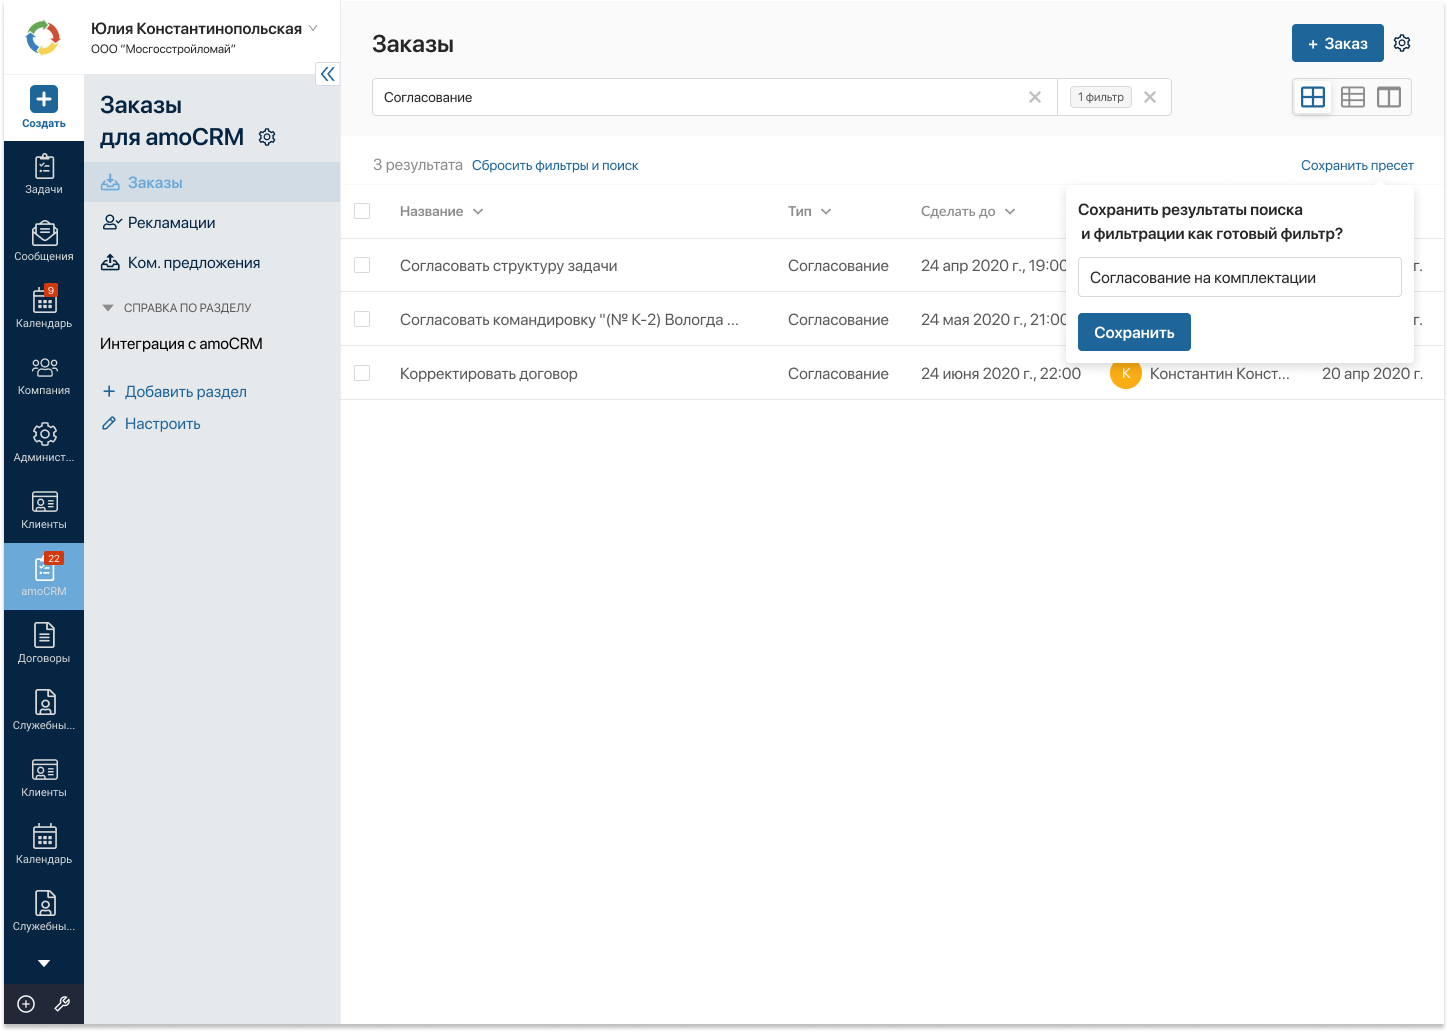 Юлия Константинопольская
ООО “Мосгосстройломай”
Создать
Задачи
Сообщения
9
Календарь
Компания
Админист...
Клиенты
22
amoCRM
Договоры
Служебны...
Клиенты
Календарь
Служебны...
Заказы
для amoCRM
Заказы
Рекламации
Ком. предложения
СПРАВКА ПО РАЗДЕЛУ
Интеграция с amoCRM
+ Добавить раздел
Настроить
Заказы
+ Заказ
Согласование
1 фильтр
3 результата Сбросить фильтры и поиск
Сохранить пресет
Название Тип Сделать до
Согласовать структуру задачи Согласование 24 апр 2020 г., 19:00 г.
Согласовать командировку "(№ К-2) Вологда ... Согласование 24 мая 2020 г., 21:00 г.
Корректировать договор Согласование 24 июня 2020 г., 22:00 К Константин Конст... 20 апр 2020 г.
Сохранить результаты поиска
и фильтрации как готовый фильтр?
Согласование на комплектации
Сохранить